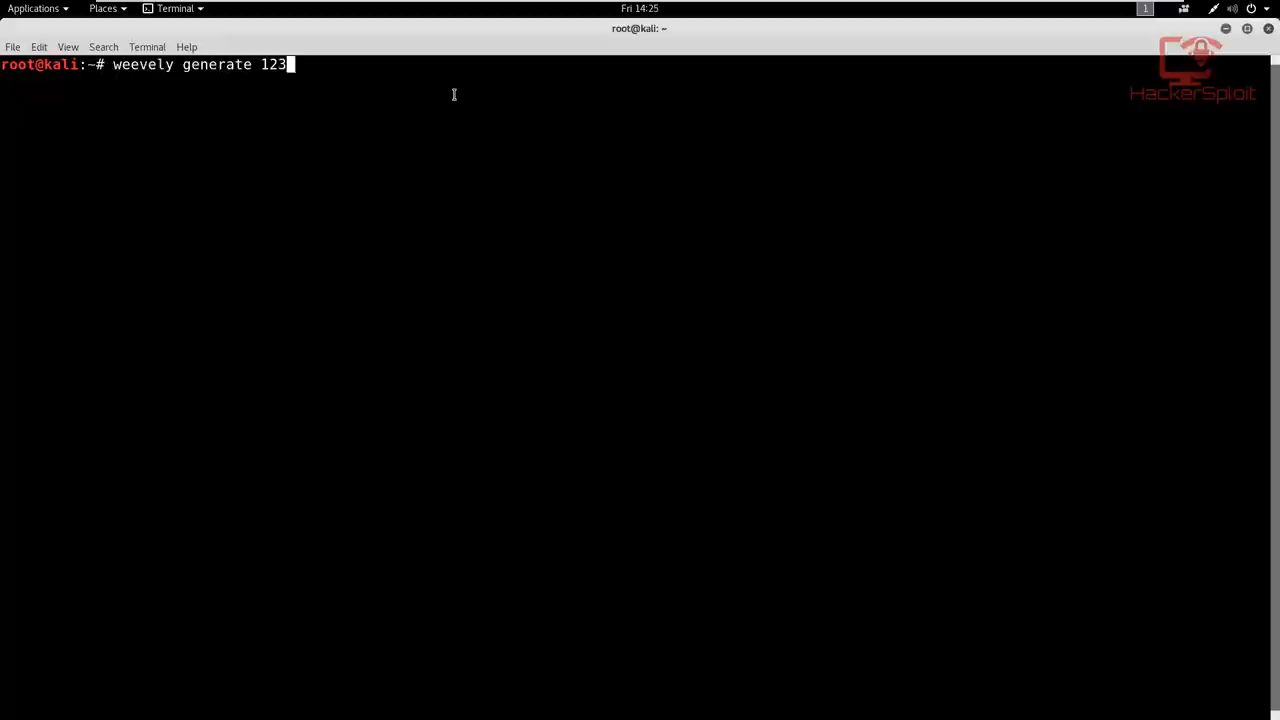 Applications Places Terminal Fri 14:25 1
root@kali: ~
File Edit View Search Terminal Help
root@kali:~# weevely generate 123
HackerSploit